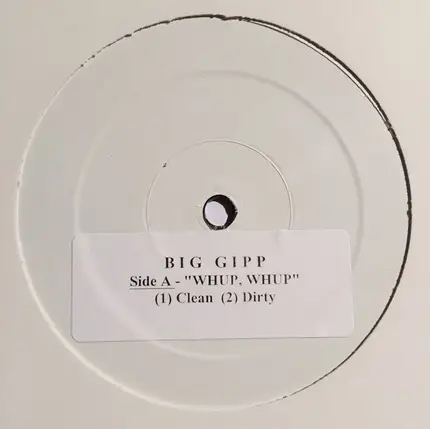 BIG GIPP
Side A - "WHUP, WHUP"
(1) Clean (2) Dirty